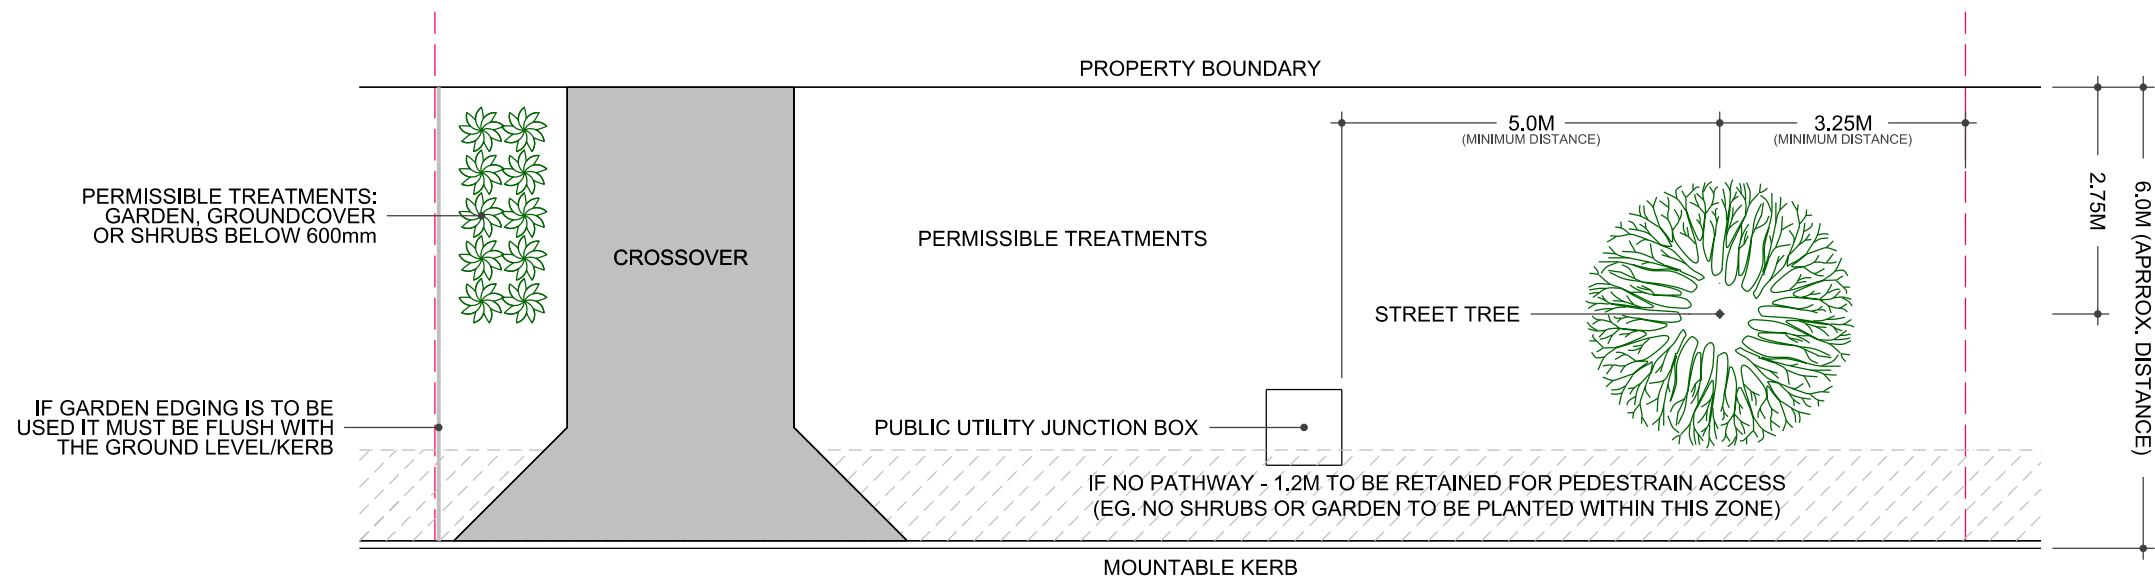 PROPERTY BOUNDARY
5.0M
(MINIMUM DISTANCE)
3.25M
(MINIMUM DISTANCE)
2.75M
6.0M (APRROX. DISTANCE)
PERMISSIBLE TREATMENTS:
GARDEN, GROUNDCOVER
OR SHRUBS BELOW 600mm
CROSSOVER
PERMISSIBLE TREATMENTS
STREET TREE
IF GARDEN EDGING IS TO BE
USED IT MUST BE FLUSH WITH
THE GROUND LEVEL/KERB
PUBLIC UTILITY JUNCTION BOX
IF NO PATHWAY - 1.2M TO BE RETAINED FOR PEDESTRAIN ACCESS
(EG. NO SHRUBS OR GARDEN TO BE PLANTED WITHIN THIS ZONE)
MOUNTABLE KERB